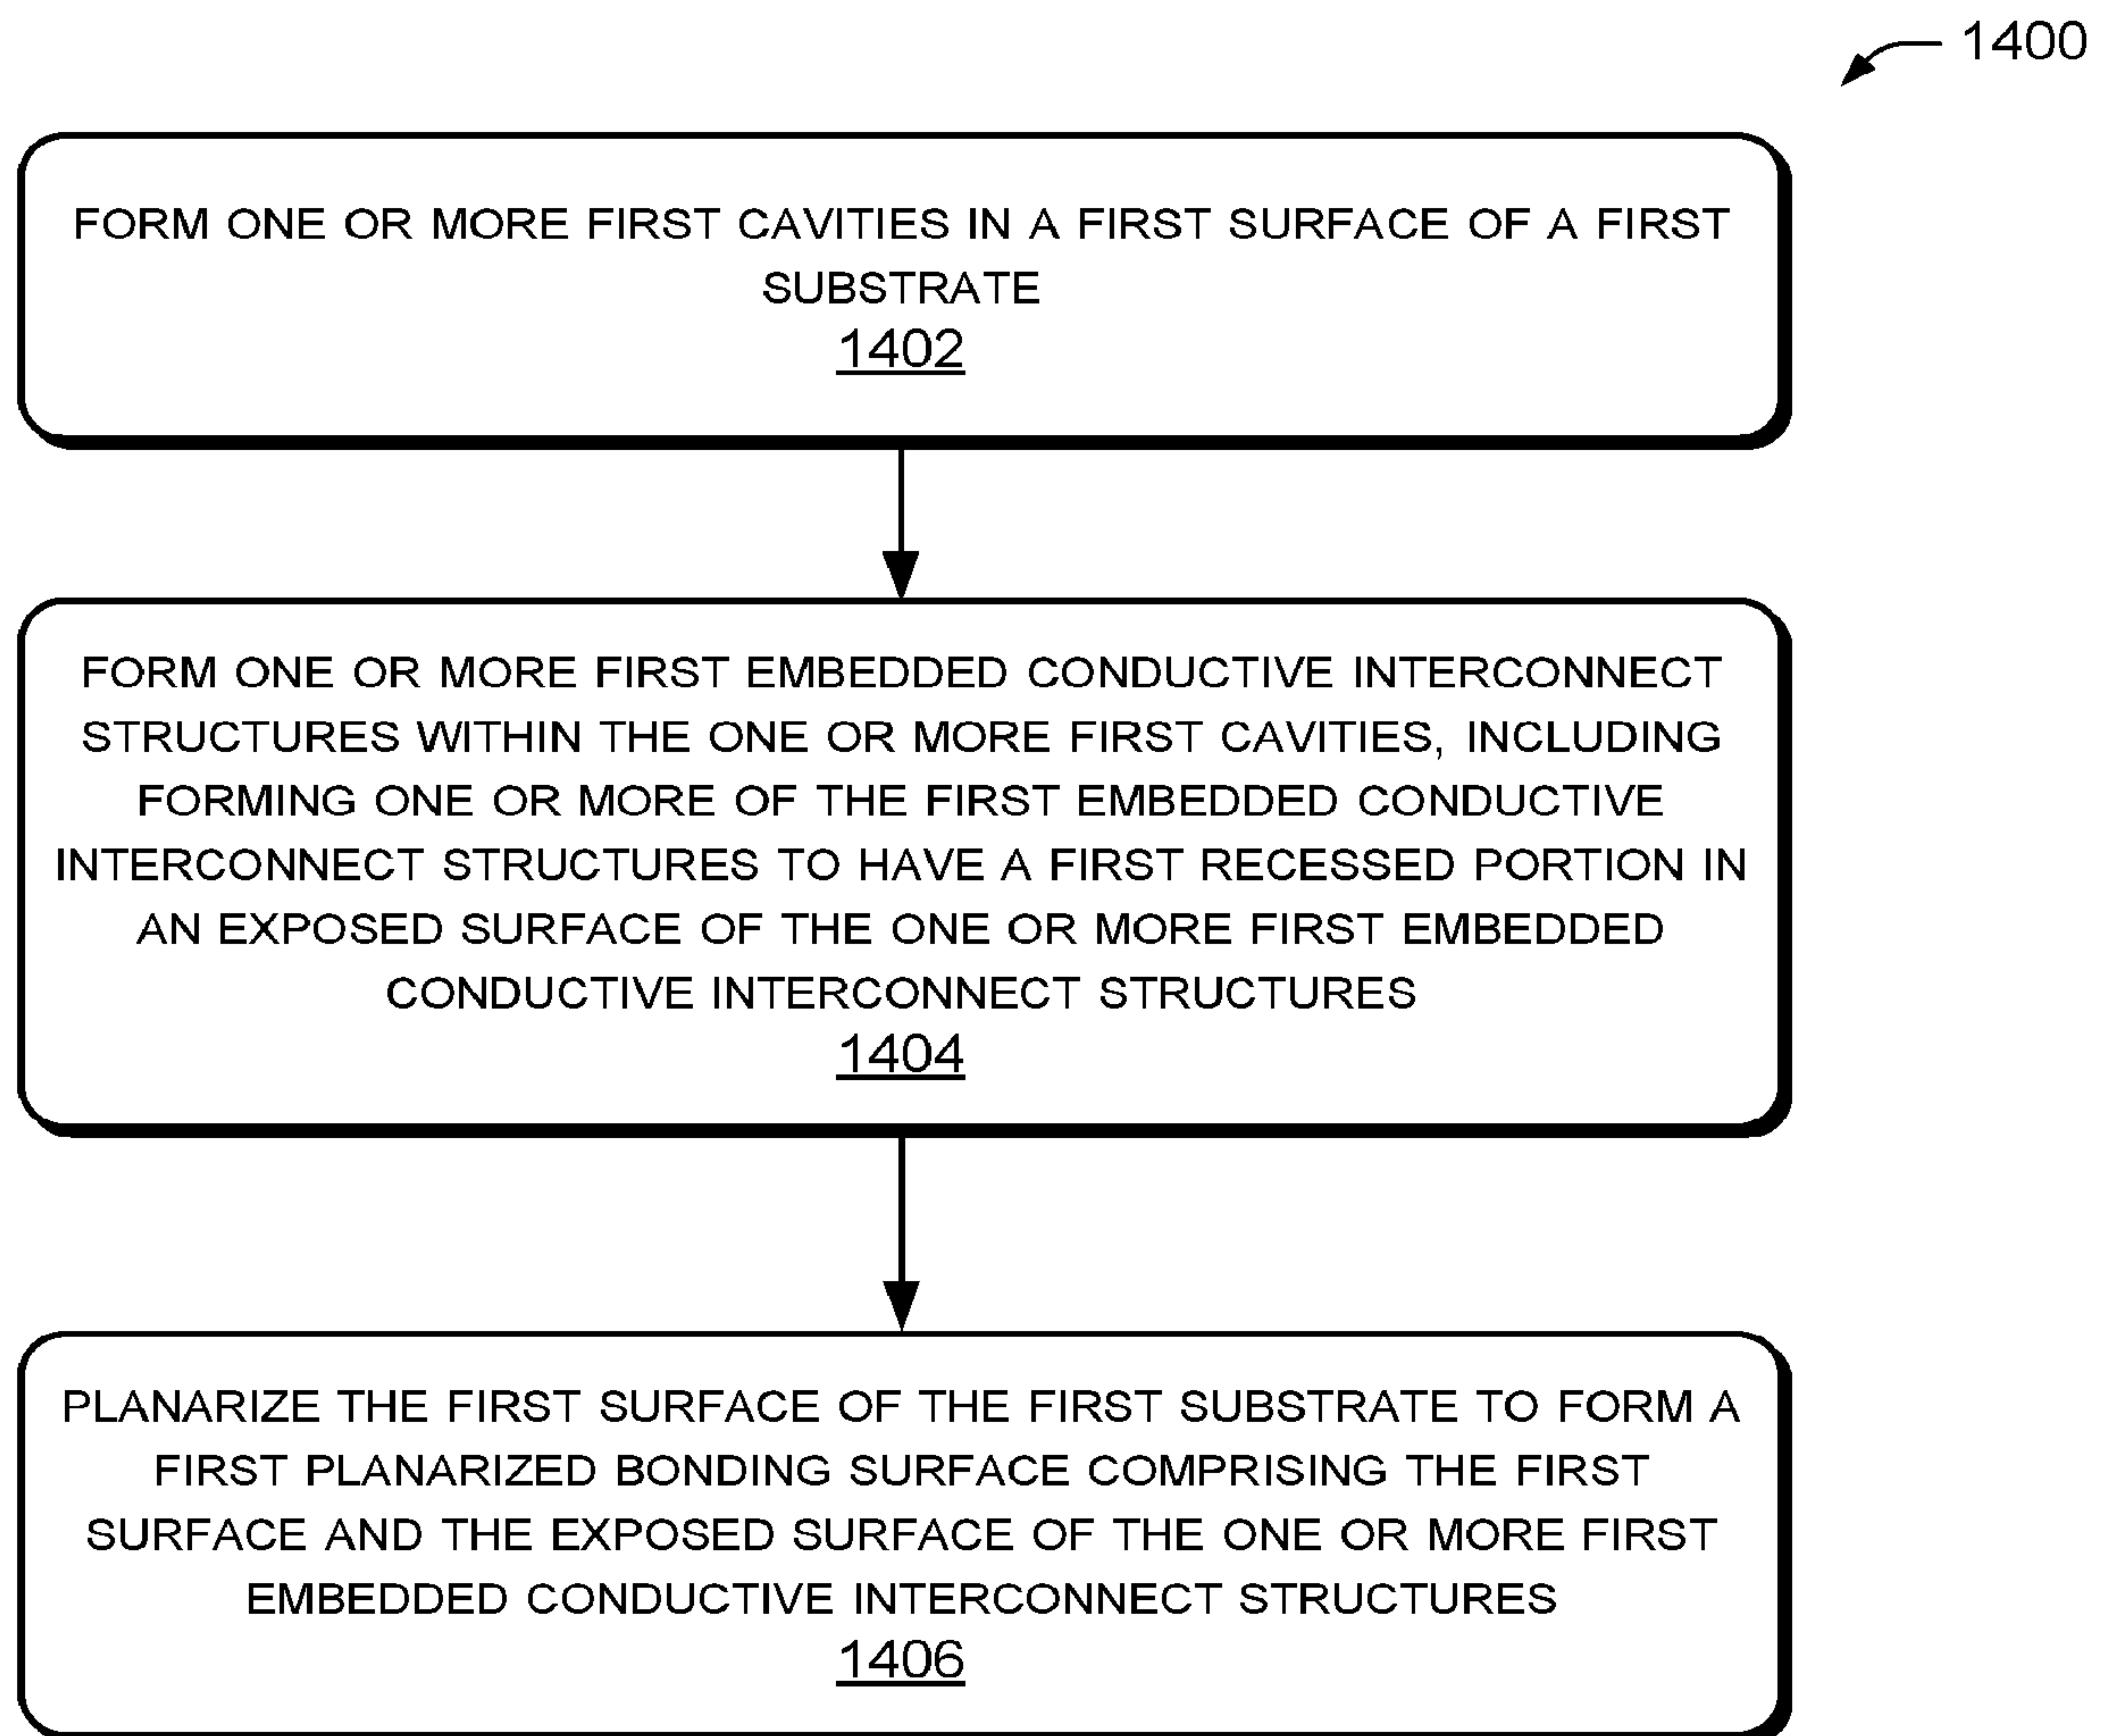 1400
FORM ONE OR MORE FIRST CAVITIES IN A FIRST SURFACE OF A FIRST
SUBSTRATE
1402
FORM ONE OR MORE FIRST EMBEDDED CONDUCTIVE INTERCONNECT
STRUCTURES WITHIN THE ONE OR MORE FIRST CAVITIES, INCLUDING
FORMING ONE OR MORE OF THE FIRST EMBEDDED CONDUCTIVE
INTERCONNECT STRUCTURES TO HAVE A FIRST RECESSED PORTION IN
AN EXPOSED SURFACE OF THE ONE OR MORE FIRST EMBEDDED
CONDUCTIVE INTERCONNECT STRUCTURES
1404
PLANARIZE THE FIRST SURFACE OF THE FIRST SUBSTRATE TO FORM A
FIRST PLANARIZED BONDING SURFACE COMPRISING THE FIRST
SURFACE AND THE EXPOSED SURFACE OF THE ONE OR MORE FIRST
EMBEDDED CONDUCTIVE INTERCONNECT STRUCTURES
1406